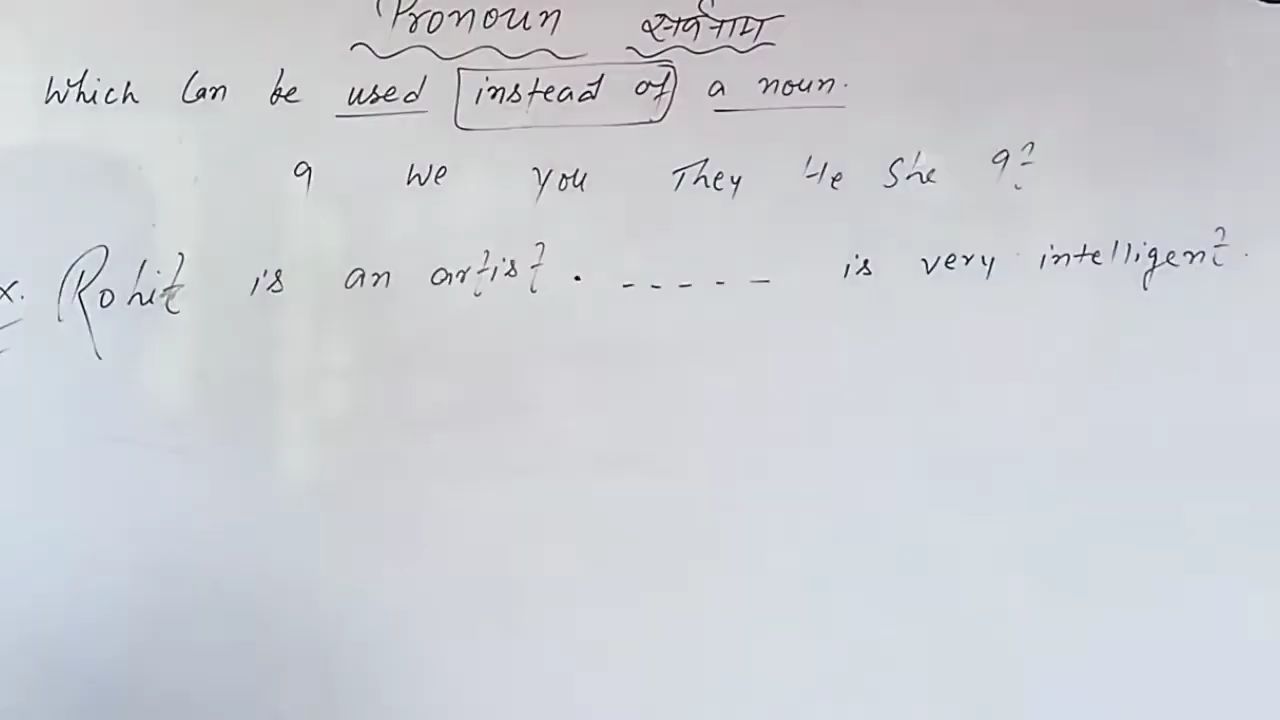 Pronoun सर्वनाम
Which Can be used instead of a noun.
I We you They He She It
Ex. Rohit is an artist. ----- is very intelligent.